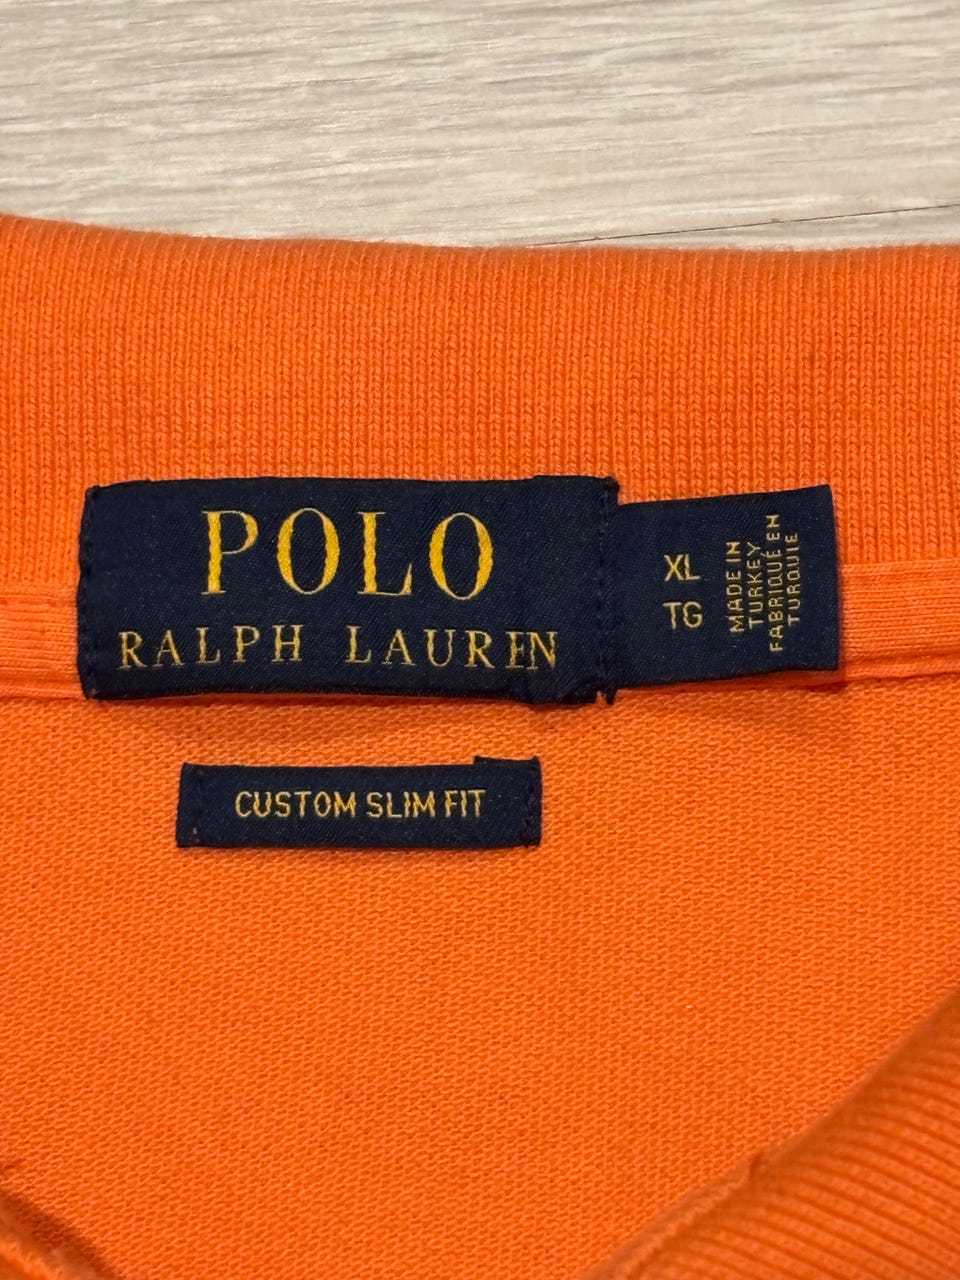 POLO
RALPH LAUREN
XL
TG
MADE IN
TURKEY
FABRIQUÉ EN
TURQUIE
CUSTOM SLIM FIT